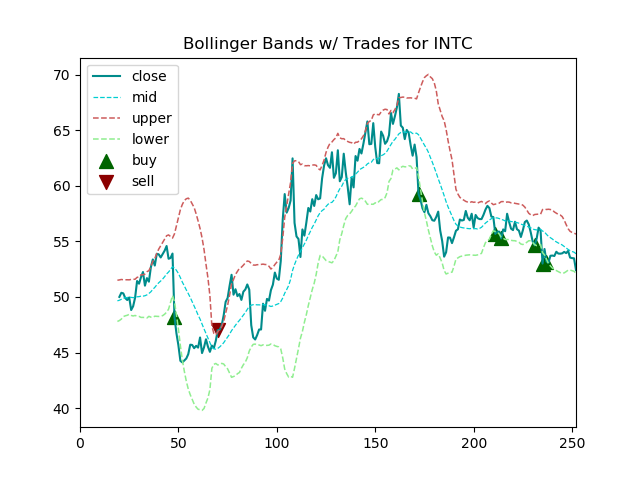 Bollinger Bands w/ Trades for INTC
close
mid
upper
lower
buy
sell
70
65
60
55
50
45
40
0 50 100 150 200 250